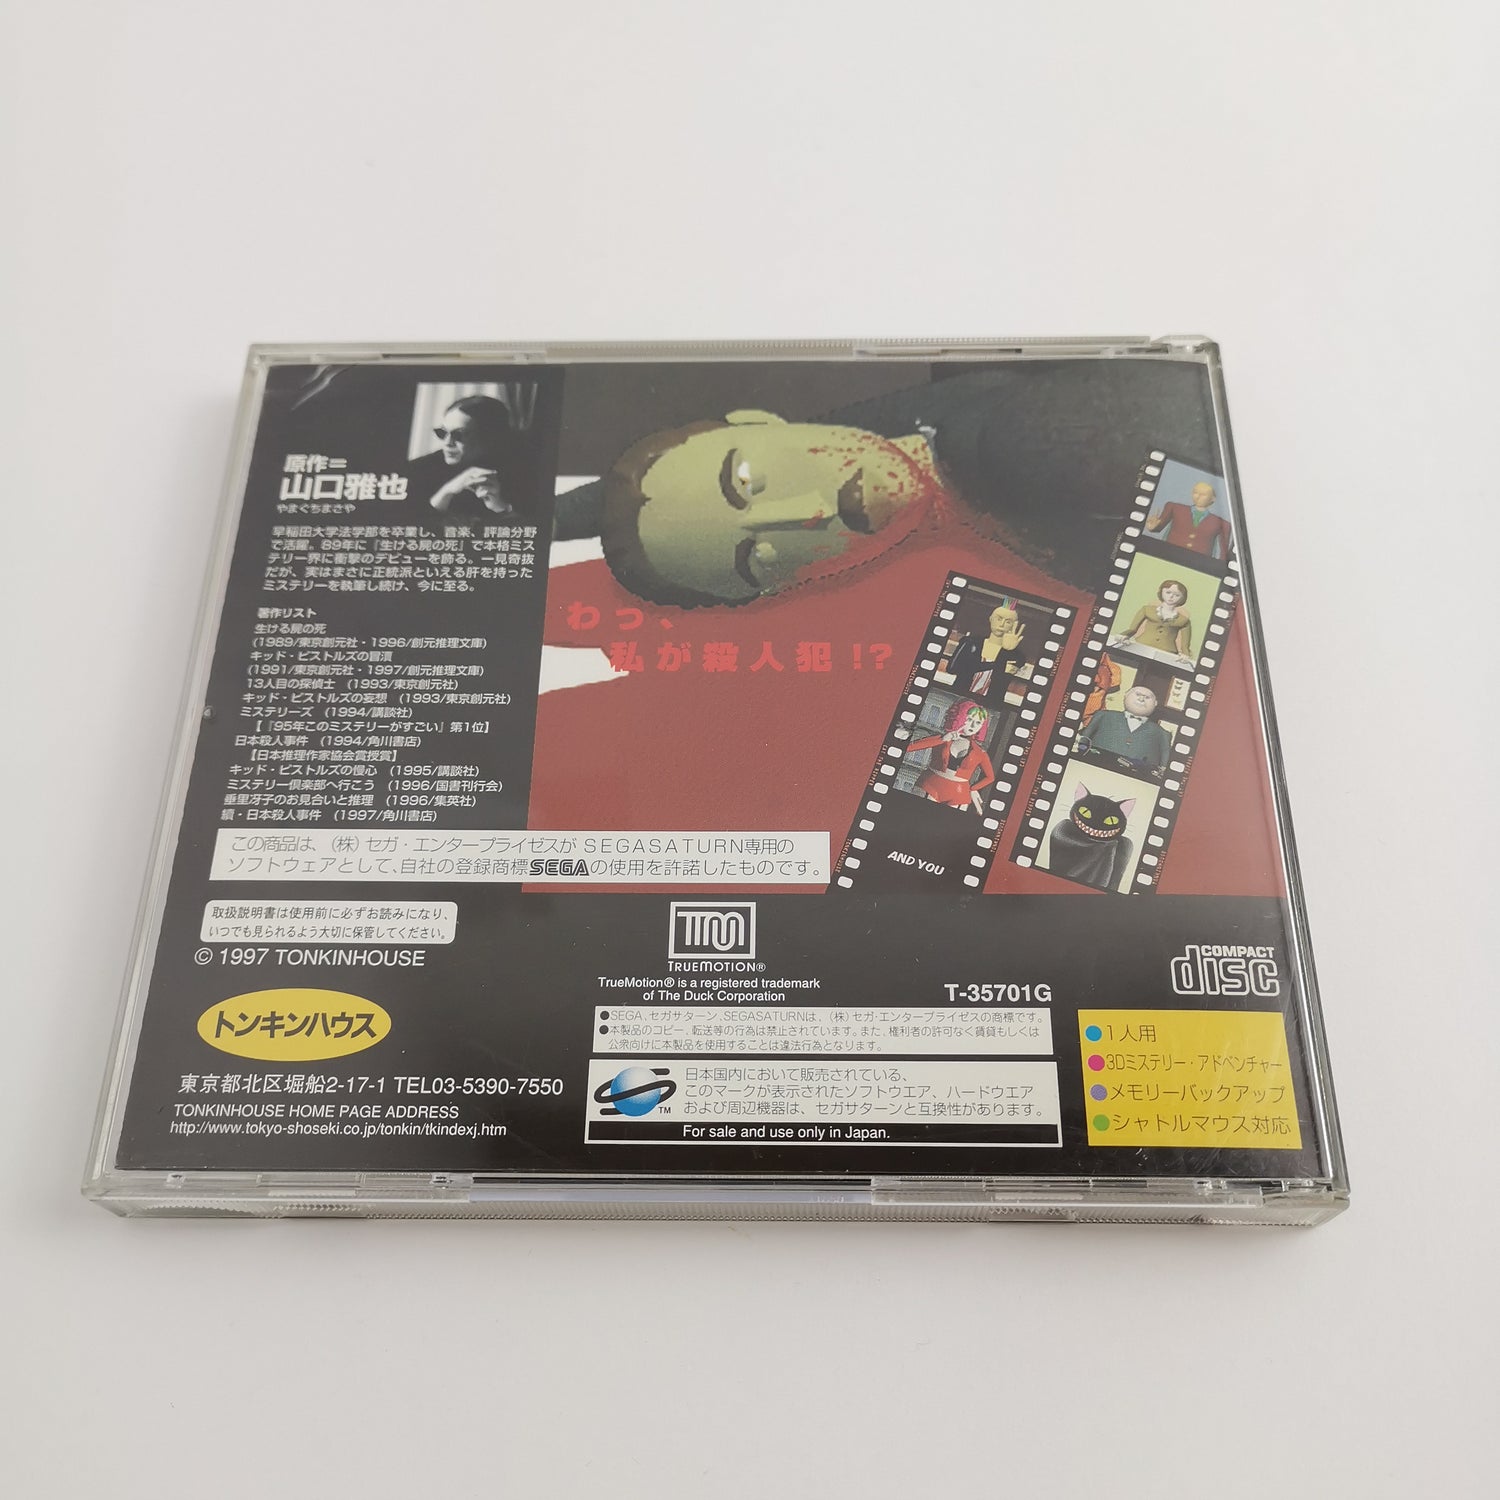 原作＝
山口雅也
やまぐちまさや
早稲田大学法学部を卒業し、音楽、評論分野
で活躍。89年に『生ける屍の死』で本格ミス
テリー界に衝撃のデビューを飾る。一見奇抜
だが、実はまさに正統派といえる肝を持った
ミステリーを執筆し続け、今に至る。
著作リスト
生ける屍の死
(1989/東京創元社・1996/創元推理文庫)
キッド・ピストルズの冒涜
(1991/東京創元社・1997/創元推理文庫)
13人目の探偵士 (1993/東京創元社)
キッド・ピストルズの妄想 (1993/東京創元社)
ミステリーズ (1994/講談社)
【『95年このミステリーがすごい』第1位】
日本殺人事件 (1994/角川書店)
【日本推理作家協会賞授賞】
キッド・ピストルズの慢心 (1995/講談社)
ミステリー倶楽部へ行こう (1996/国書刊行会)
垂里冴子のお見合いと推理 (1996/集英社)
続・日本殺人事件 (1997/角川書店)
わっ、
私が殺人犯!?
AND YOU
この商品は、(株)セガ・エンタープライゼスがSEGASATURN専用の
ソフトウェアとして、自社の登録商標SEGAの使用を許諾したものです。
取扱説明書は使用前に必ずお読みになり、
いつでも見られるよう大切に保管してください。
© 1997 TONKINHOUSE
トンキンハウス
東京都北区堀船2-17-1 TEL03-5390-7550
TONKINHOUSE HOME PAGE ADDRESS
http://www.tokyo-shoseki.co.jp/tonkin/tkindexj.htm
TM
TRUEMOTION®
TrueMotion® is a registered trademark
of The Duck Corporation
T-35701G
COMPACT
disc
●SEGA、セガサターン、SEGASATURNは、(株)セガ・エンタープライゼスの商標です。
●本製品のコピー、転送等の行為は禁止されています。また、権利者の許可なく賃貸もしくは
公衆向けに本製品を使用することは違法行為となります。
TM
日本国内において販売されている、
このマークが表示されたソフトウエア、ハードウエア
および周辺機器は、セガサターンと互換性があります。
For sale and use only in Japan.
●1人用
●3Dミステリー・アドベンチャー
●メモリーバックアップ
●シャトルマウス対応